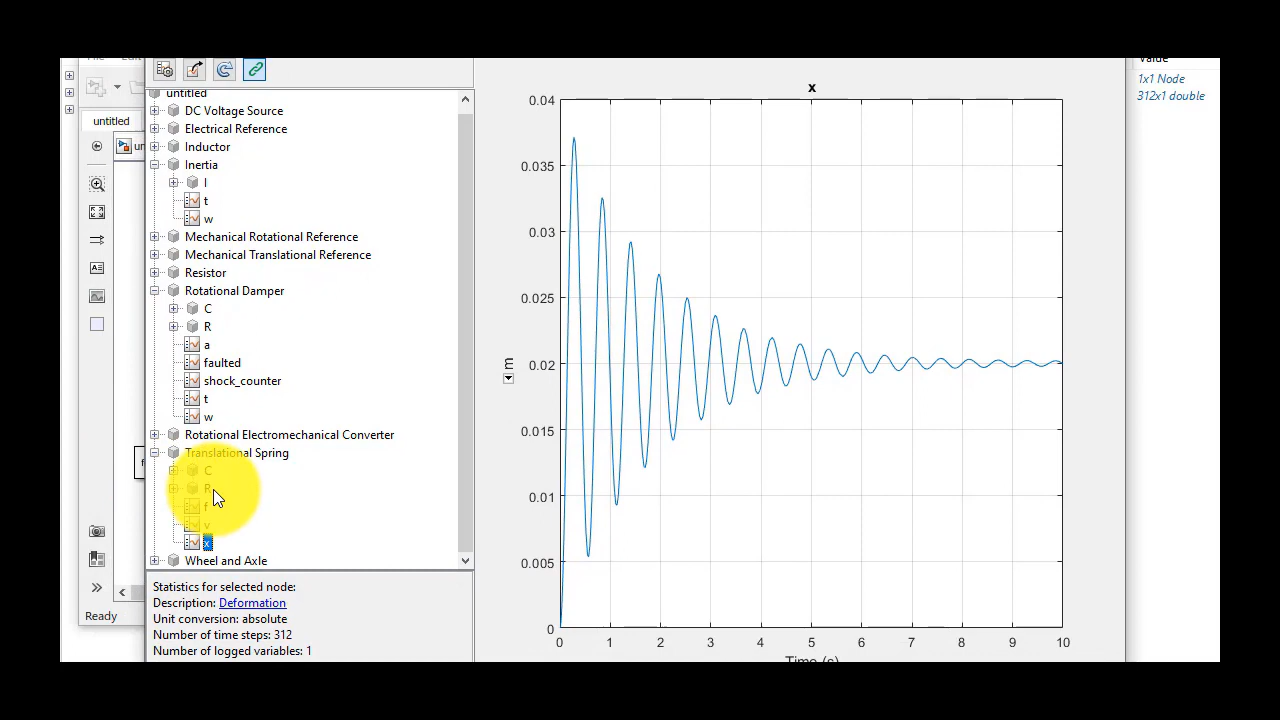 File Edit
untitled
DC Voltage Source
Electrical Reference
Inductor
Inertia
I
t
w
Mechanical Rotational Reference
Mechanical Translational Reference
Resistor
Rotational Damper
C
R
a
faulted
shock_counter
t
w
Rotational Electromechanical Converter
Translational Spring
C
R
f
v
x
Wheel and Axle
Statistics for selected node:
Description: Deformation
Unit conversion: absolute
Number of time steps: 312
Number of logged variables: 1
untitled
Ready
x
0.04
0.035
0.03
0.025
0.02
0.015
0.01
0.005
0
m
0 1 2 3 4 5 6 7 8 9 10
Time (s)
Value
1x1 Node
312x1 double